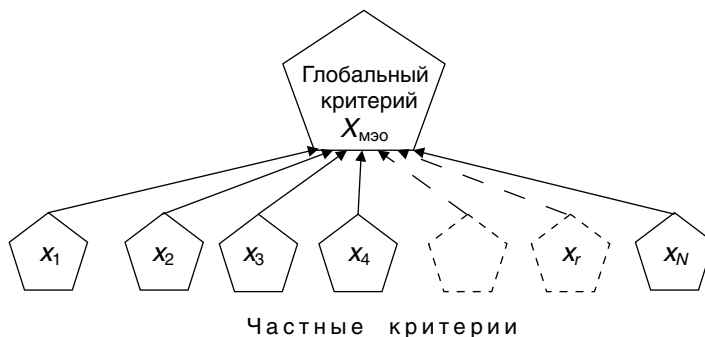 Глобальный
критерий
Xмэо
x1 x2 x3 x4 xr xN
Частные критерии